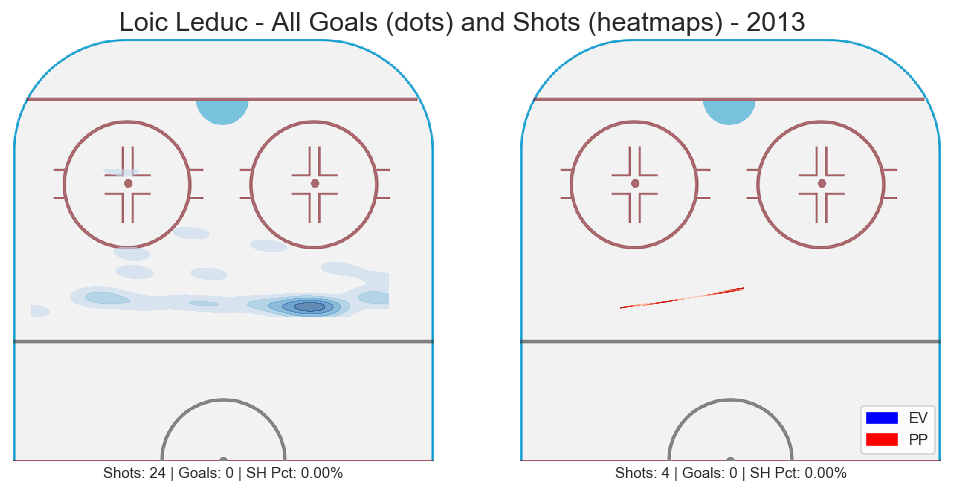 Loic Leduc - All Goals (dots) and Shots (heatmaps) - 2013
EV
PP
Shots: 24 | Goals: 0 | SH Pct: 0.00%
Shots: 4 | Goals: 0 | SH Pct: 0.00%